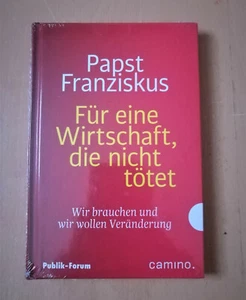 Papst
Franziskus
Für eine
Wirtschaft,
die nicht
tötet
Wir brauchen und
wir wollen Veränderung
Publik-Forum
camino.